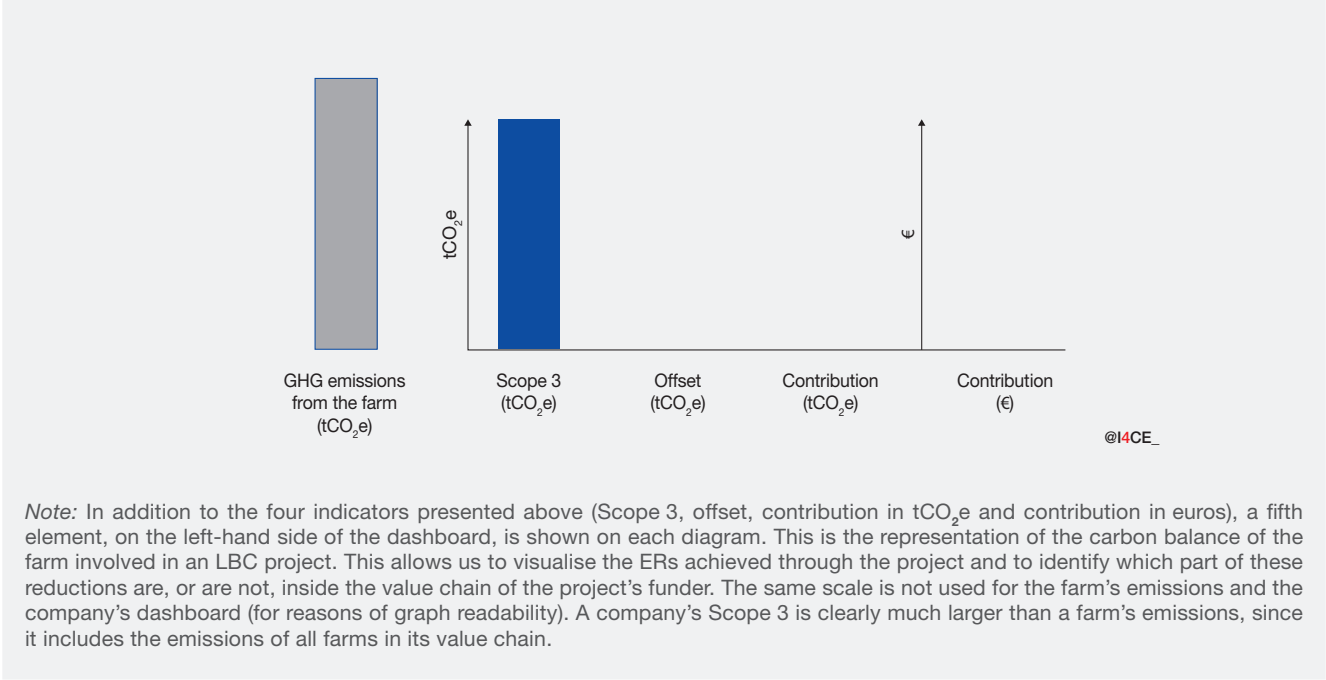 tCO₂e
€
GHG emissions
from the farm
(tCO₂e)
Scope 3
(tCO₂e)
Offset
(tCO₂e)
Contribution
(tCO₂e)
Contribution
(€)
@I4CE_
Note: In addition to the four indicators presented above (Scope 3, offset, contribution in tCO₂e and contribution in euros), a fifth
element, on the left-hand side of the dashboard, is shown on each diagram. This is the representation of the carbon balance of the
farm involved in an LBC project. This allows us to visualise the ERs achieved through the project and to identify which part of these
reductions are, or are not, inside the value chain of the project’s funder. The same scale is not used for the farm’s emissions and the
company’s dashboard (for reasons of graph readability). A company’s Scope 3 is clearly much larger than a farm’s emissions, since
it includes the emissions of all farms in its value chain.